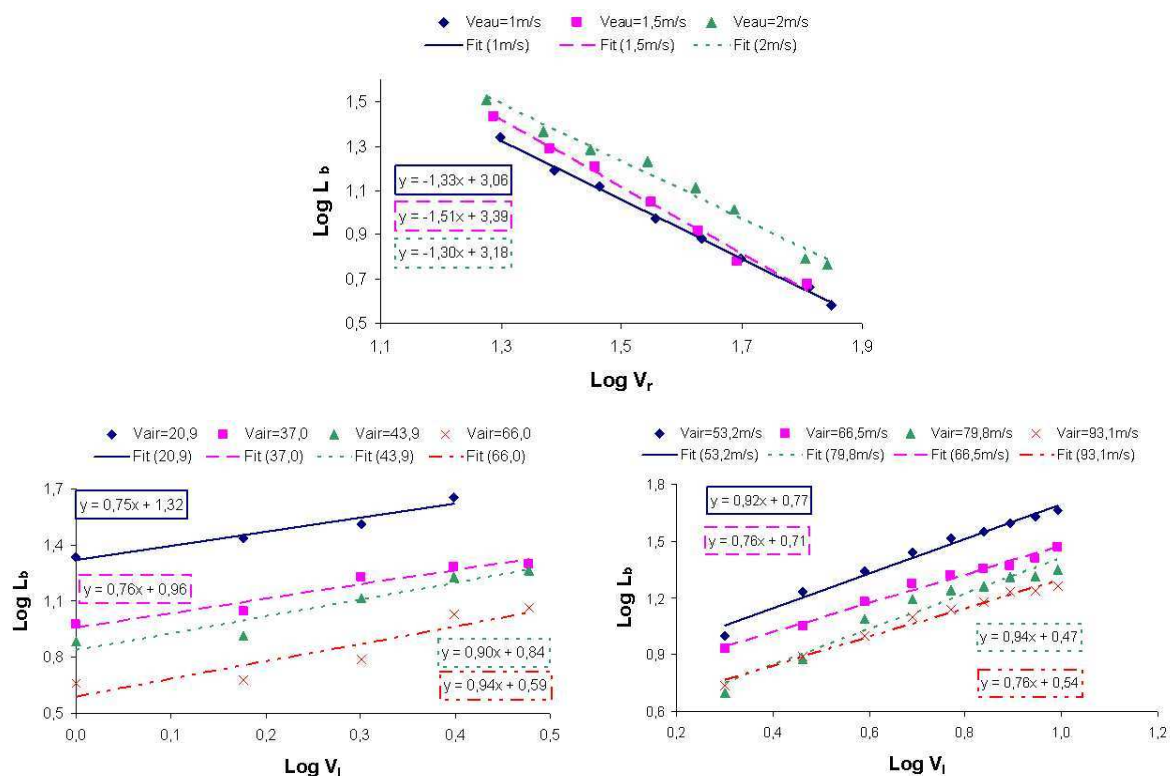 Veau=1m/s Veau=1,5m/s Veau=2m/s
Fit (1m/s) Fit (1,5m/s) Fit (2m/s)
Log L b
1,5
1,3
1,1
0,9
0,7
0,5
y = -1,33x + 3,06
y = -1,51x + 3,39
y = -1,30x + 3,18
1,1 1,3 1,5 1,7 1,9
Log Vr
Vair=20,9 Vair=37,0 Vair=43,9 Vair=66,0
Fit (20,9) Fit (37,0) Fit (43,9) Fit (66,0)
Log Lb
1,7
1,4
1,1
0,8
0,5
y = 0,75x + 1,32
y = 0,76x + 0,96
y = 0,90x + 0,84
y = 0,94x + 0,59
0,0 0,1 0,2 0,3 0,4 0,5
Log Vl
Vair=53,2m/s Vair=66,5m/s Vair=79,8m/s Vair=93,1m/s
Fit (53,2m/s) Fit (79,8m/s) Fit (66,5m/s) Fit (93,1m/s)
Log Lb
1,8
1,5
1,2
0,9
0,6
y = 0,92x + 0,77
y = 0,76x + 0,71
y = 0,94x + 0,47
y = 0,76x + 0,54
0,2 0,4 0,6 0,8 1,0 1,2
Log Vl